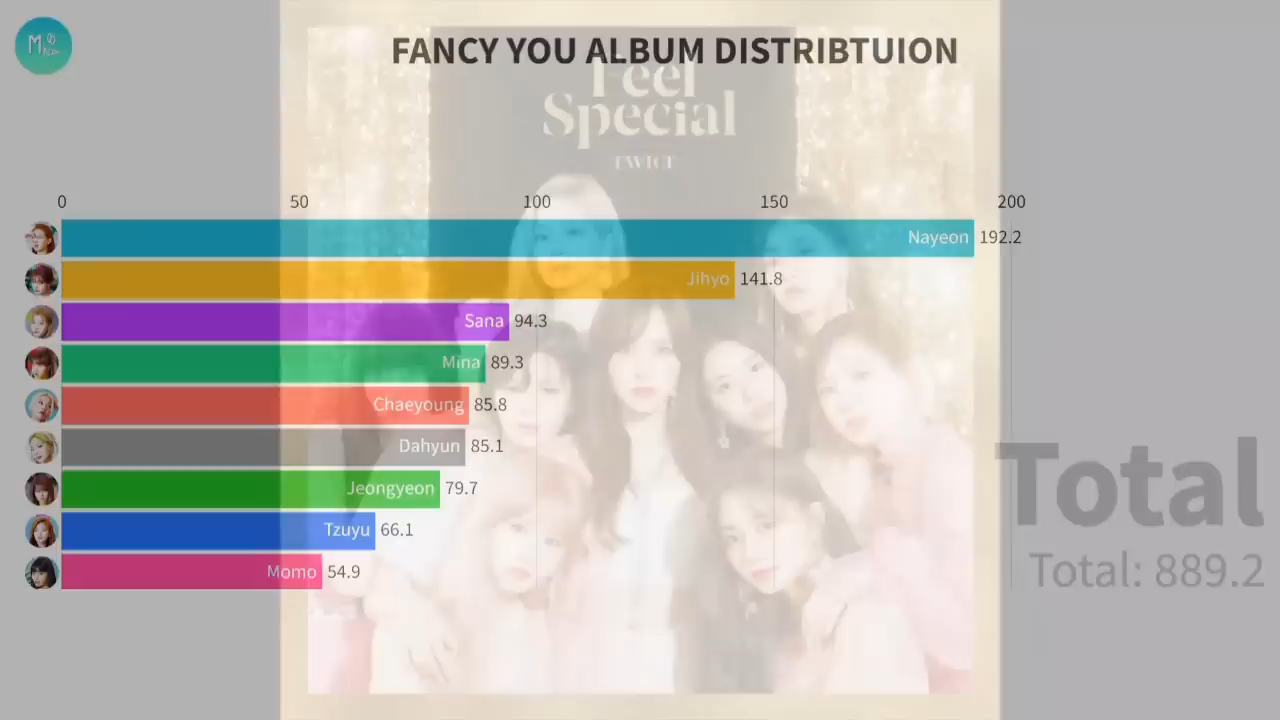 M
FANCY YOU ALBUM DISTRIBTUION
Feel
Special
TWICE
0 50 100 150 200
Nayeon 192.2
Jihyo 141.8
Sana 94.3
Mina 89.3
Chaeyoung 85.8
Dahyun 85.1
Jeongyeon 79.7
Tzuyu 66.1
Momo 54.9
Total
Total: 889.2